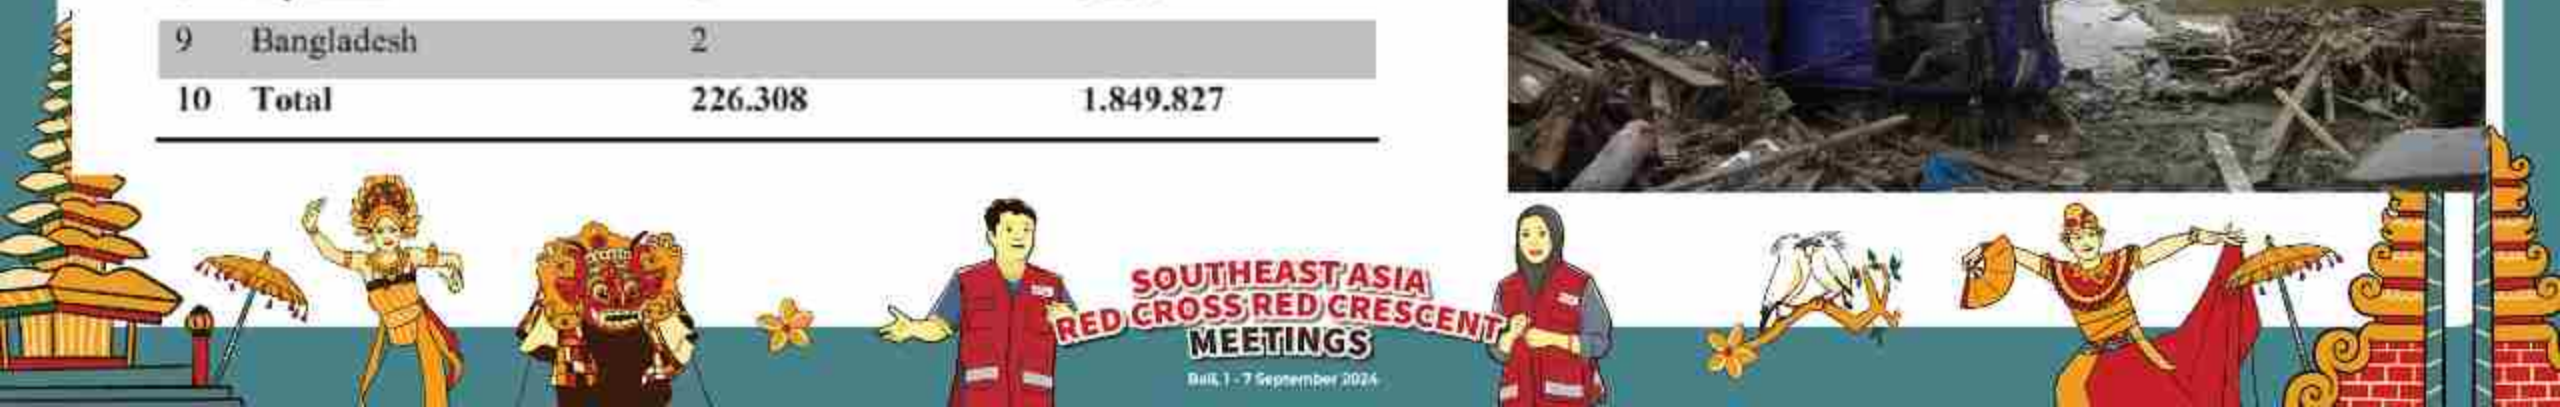 9 Bangladesh 2
10 Total 226.308 1.849.827
SOUTHEAST ASIA
RED CROSS RED CRESCENT
MEETINGS
Bali, 1 - 7 September 2024